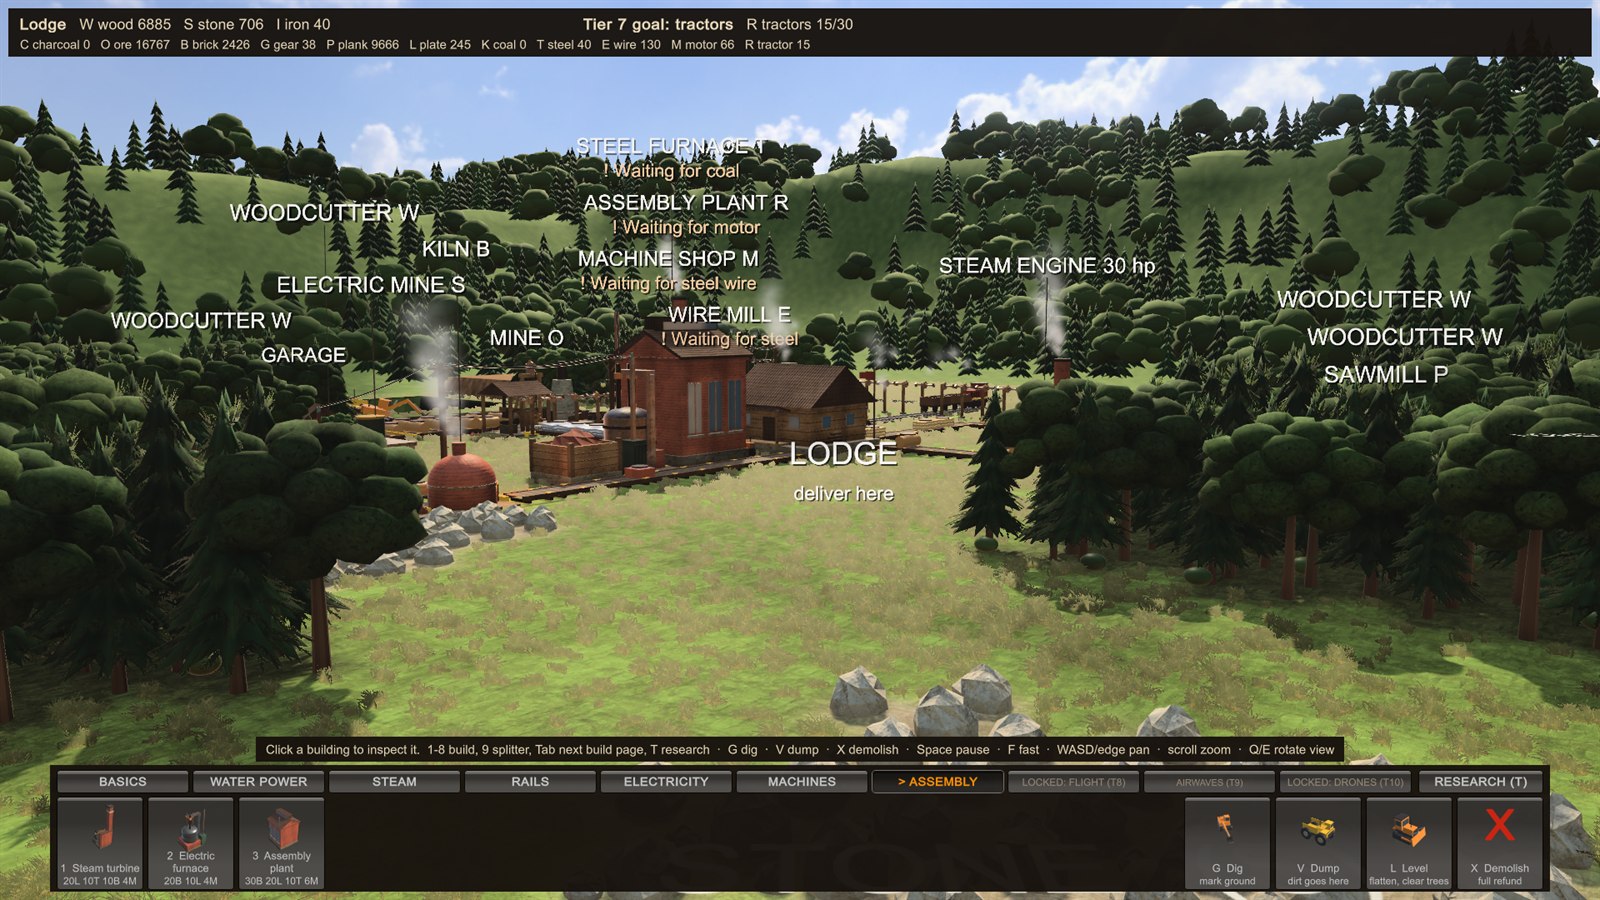 Lodge W wood 6885 S stone 706 I iron 40
Tier 7 goal: tractors R tractors 15/30
C charcoal 0 O ore 16767 B brick 2426 G gear 38 P plank 9666 L plate 245 K coal 0 T steel 40 E wire 130 M motor 66 R tractor 15
STEEL FURNACE T
! Waiting for coal
ASSEMBLY PLANT R
! Waiting for motor
WOODCUTTER W
KILN B
MACHINE SHOP M
! Waiting for steel wire
STEAM ENGINE 30 hp
ELECTRIC MINE S
WOODCUTTER W
WOODCUTTER W
WIRE MILL E
! Waiting for steel
MINE O
WOODCUTTER W
GARAGE
SAWMILL P
LODGE
deliver here
Click a building to inspect it. 1-8 build, 9 splitter, Tab next build page, T research · G dig · V dump · X demolish · Space pause · F fast · WASD/edge pan · scroll zoom · Q/E rotate view
BASICS
WATER POWER
STEAM
RAILS
ELECTRICITY
MACHINES
> ASSEMBLY
LOCKED: FLIGHT (T8)
AIRWAVES (T9)
LOCKED: DRONES (T10)
RESEARCH (T)
1 Steam turbine
20L 10T 10B 4M
2 Electric furnace
20B 10L 4M
3 Assembly plant
30B 20L 10T 6M
G Dig
mark ground
V Dump
dirt goes here
L Level
flatten, clear trees
X Demolish
full refund
STONE